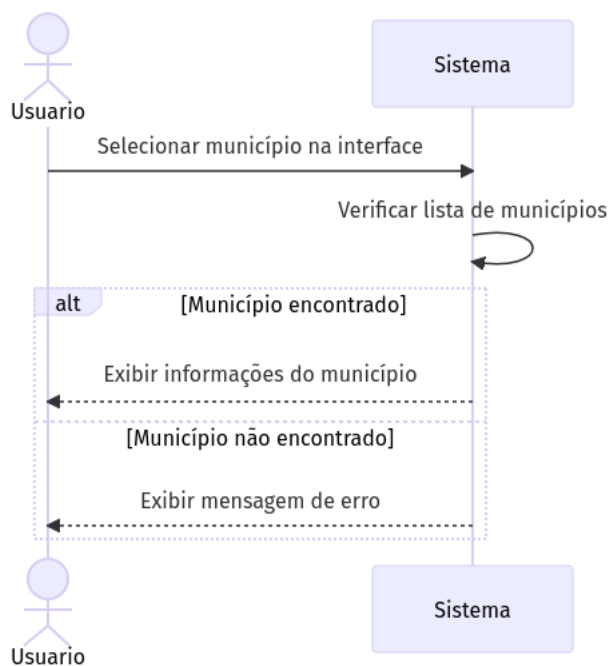 Sistema
Usuario
Selecionar município na interface
Verificar lista de municípios
alt
[Município encontrado]
Exibir informações do município
[Município não encontrado]
Exibir mensagem de erro
Sistema
Usuario